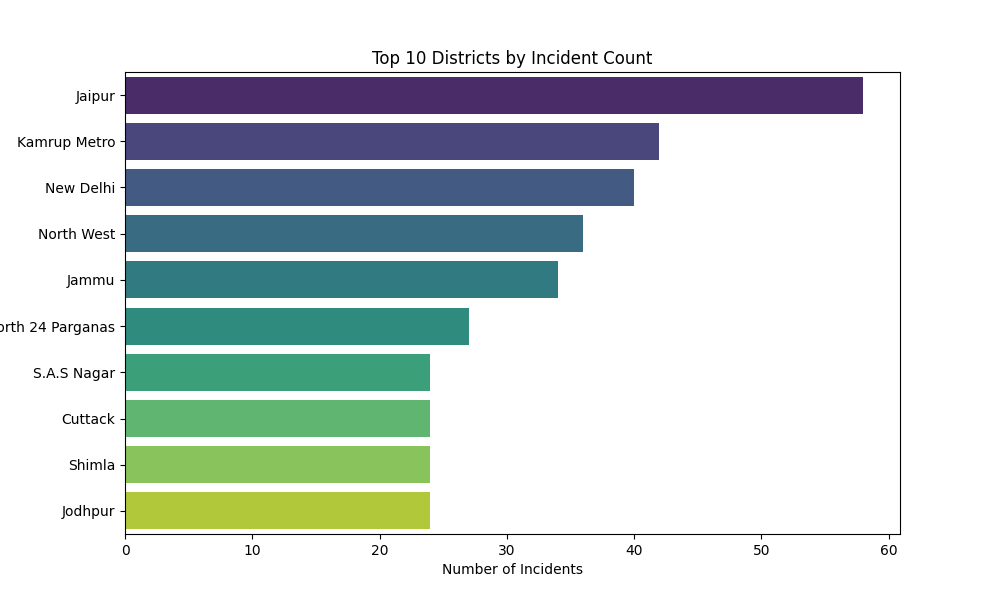 Top 10 Districts by Incident Count
Jaipur
Kamrup Metro
New Delhi
North West
Jammu
orth 24 Parganas
S.A.S Nagar
Cuttack
Shimla
Jodhpur
0 10 20 30 40 50 60
Number of Incidents